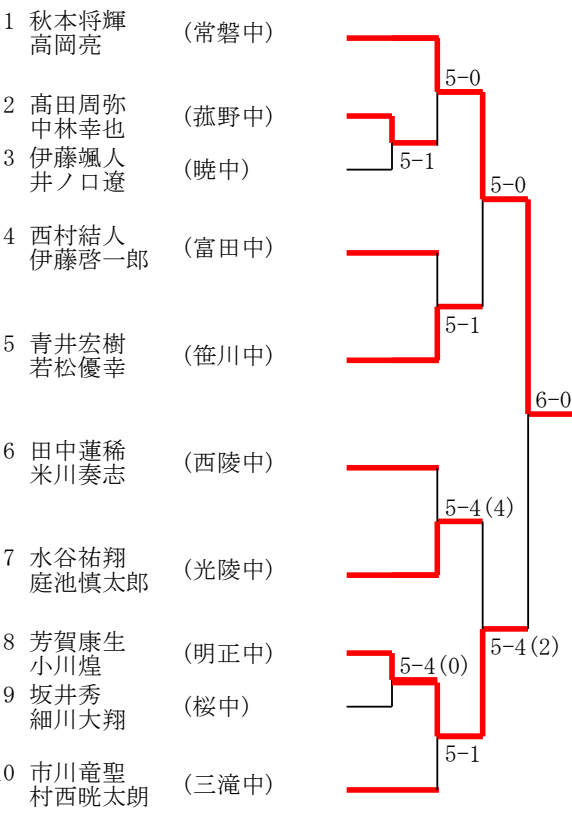 1 秋本将輝 (常磐中)
高岡亮
5-0
2 髙田周弥 (菰野中)
中林幸也
5-1
3 伊藤颯人 (暁中)
井ノ口遼
5-0
4 西村結人 (富田中)
伊藤啓一郎
5-1
5 青井宏樹 (笹川中)
若松優幸
6-0
6 田中蓮稀 (西陵中)
米川奏志
5-4(4)
7 水谷祐翔 (光陵中)
庭池慎太郎
5-4(2)
8 芳賀康生 (明正中)
小川煌
5-4(0)
9 坂井秀 (桜中)
細川大翔
5-1
0 市川竜聖 (三滝中)
村西晄太朗